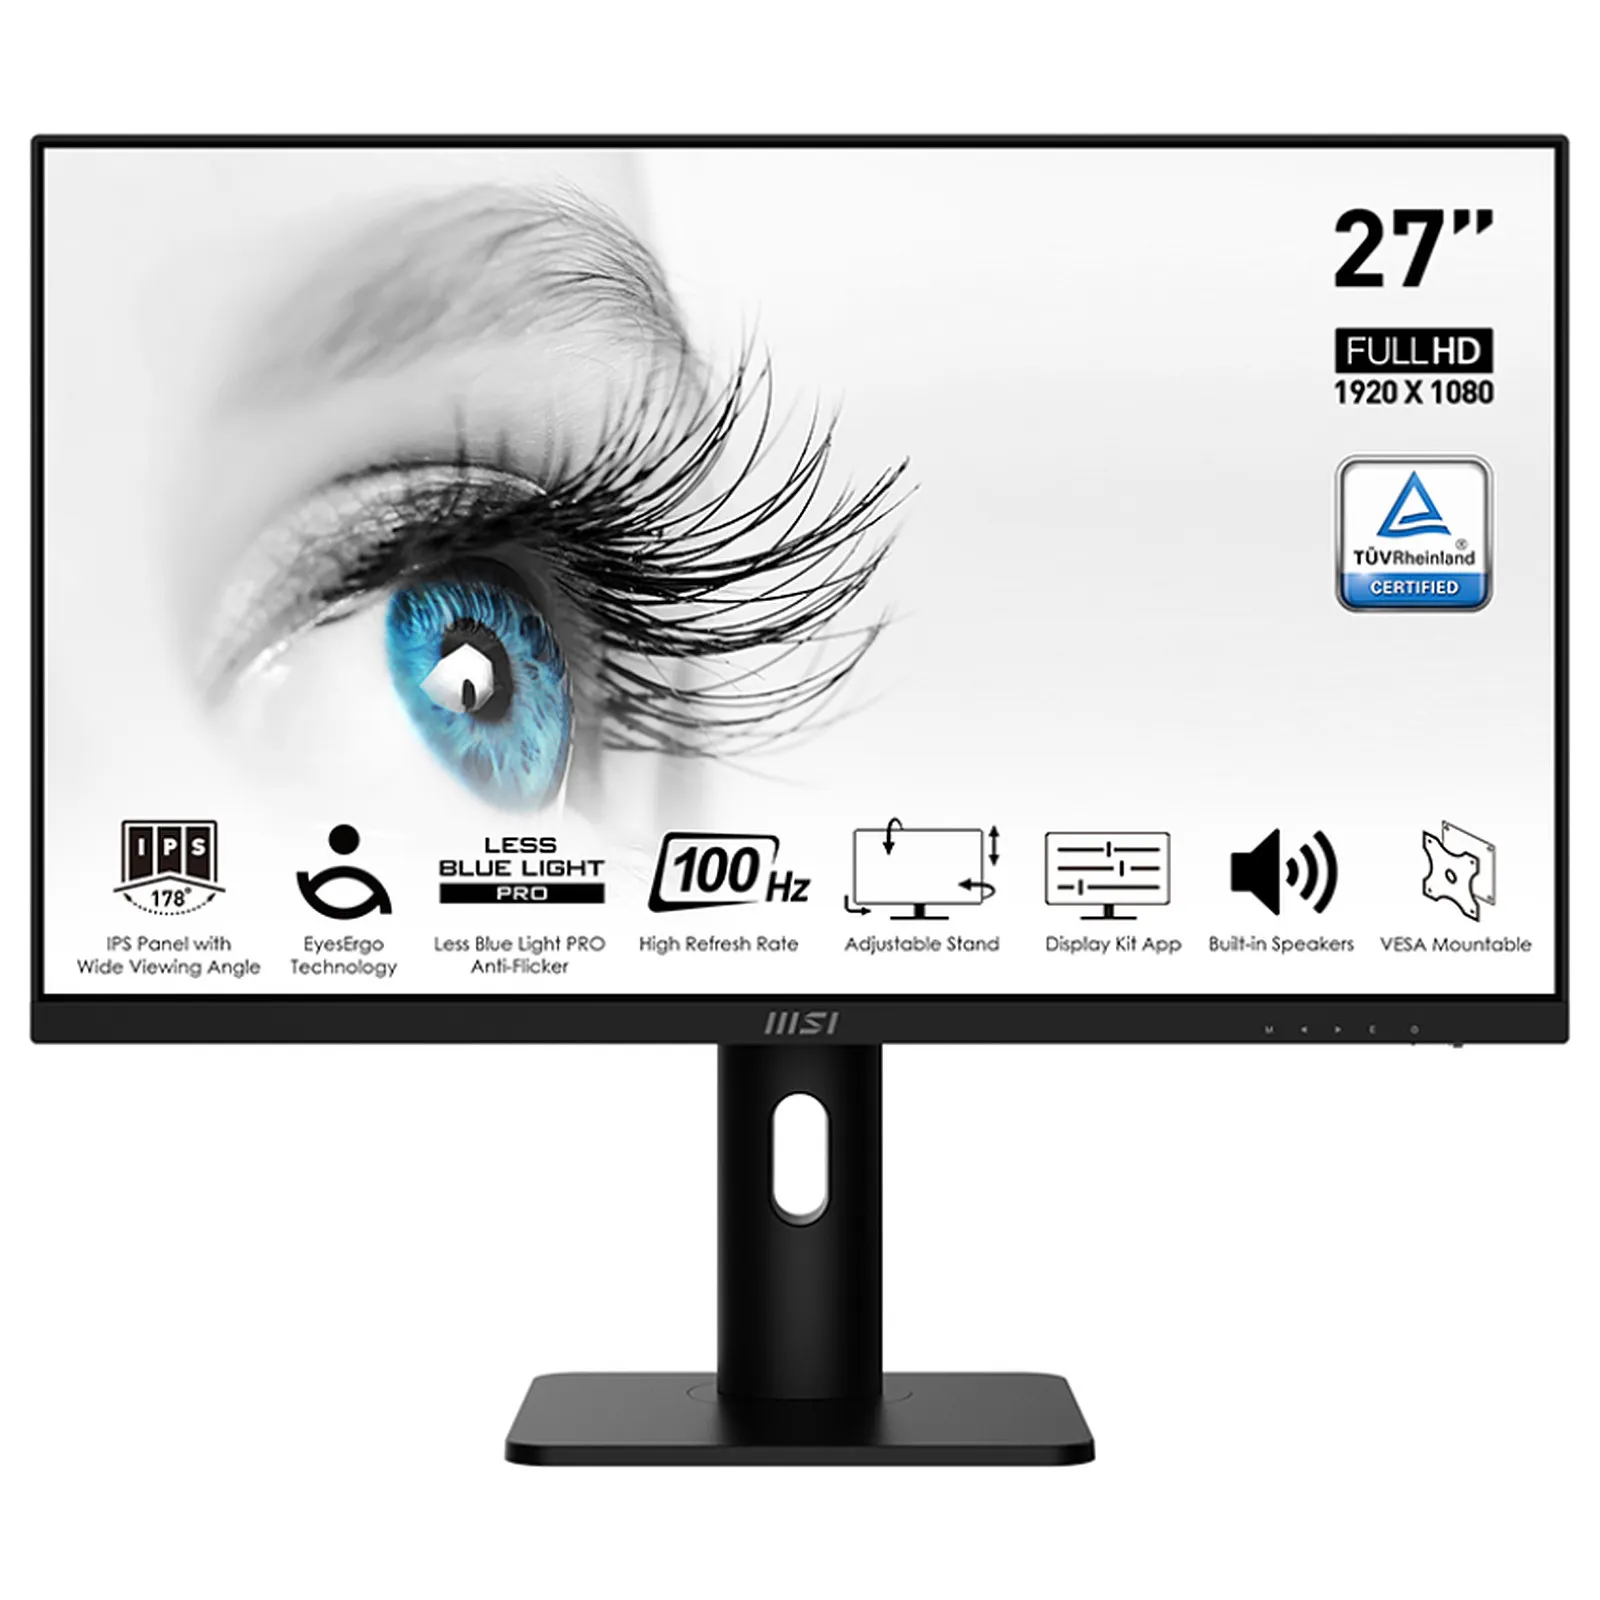 27”
FULL HD
1920 X 1080
TÜVRheinland®
CERTIFIED
IPS
178°
IPS Panel with
Wide Viewing Angle
EyesErgo
Technology
LESS
BLUE LIGHT
PRO
Less Blue Light PRO
Anti-Flicker
100 Hz
High Refresh Rate
Adjustable Stand
Display Kit App
Built-in Speakers
VESA Mountable
msi